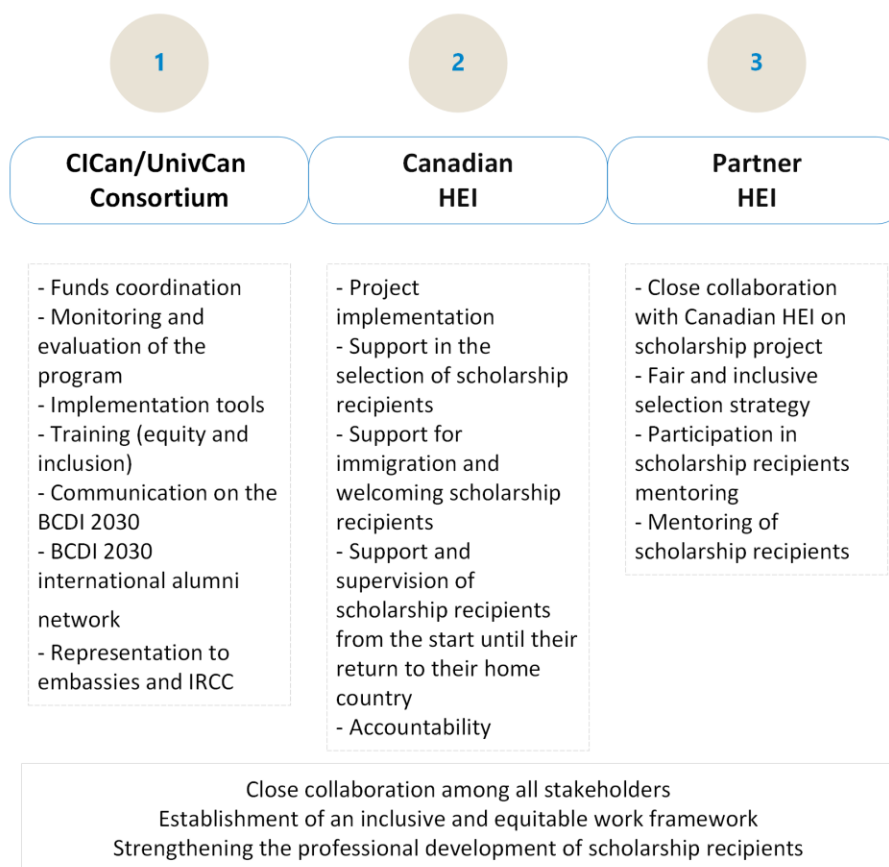 1
2
3
CICan/UnivCan
Consortium
Canadian
HEI
Partner
HEI
- Funds coordination
- Monitoring and
evaluation of the
program
- Implementation tools
- Training (equity and
inclusion)
- Communication on the
BCDI 2030
- BCDI 2030
international alumni
network
- Representation to
embassies and IRCC
- Project
implementation
- Support in the
selection of scholarship
recipients
- Support for
immigration and
welcoming scholarship
recipients
- Support and
supervision of
scholarship recipients
from the start until their
return to their home
country
- Accountability
- Close collaboration
with Canadian HEI on
scholarship project
- Fair and inclusive
selection strategy
- Participation in
scholarship recipients
mentoring
- Mentoring of
scholarship recipients
Close collaboration among all stakeholders
Establishment of an inclusive and equitable work framework
Strengthening the professional development of scholarship recipients